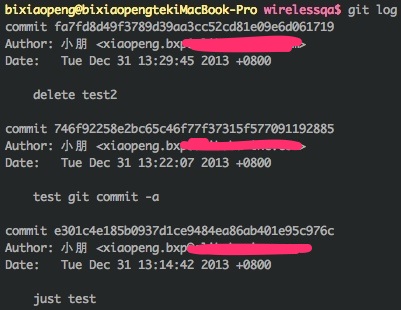 bixiaopeng@bixiaopengtekiMacBook-Pro wirelessqa$ git log
commit fa7fd8d49f3789d39aa3cc52cd81e09e6d061719
Author: 小朋 <xiaopeng.bxp
Date:   Tue Dec 31 13:29:45 2013 +0800
delete test2
commit 746f92258e2bc65c46f77f37315f577091192885
Author: 小朋 <xiaopeng.bxp
Date:   Tue Dec 31 13:22:07 2013 +0800
test git commit -a
commit e301c4e185b0937d1ce9484ea86ab401e95c976c
Author: 小朋 <xiaopeng.bxp
Date:   Tue Dec 31 13:14:42 2013 +0800
just test